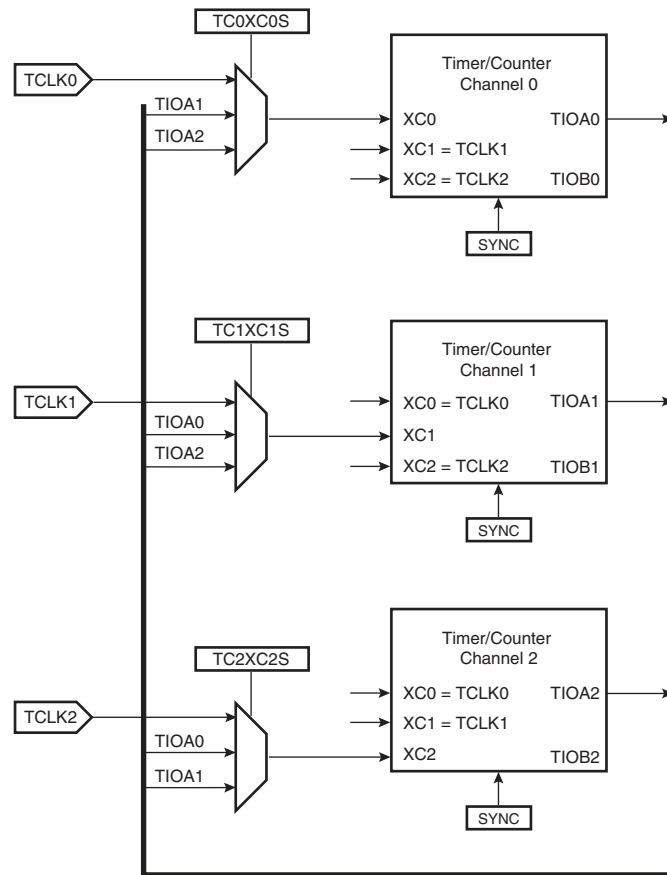 TC0XC0S
TCLK0
TIOA1
TIOA2
Timer/Counter
Channel 0
XC0
TIOA0
XC1 = TCLK1
XC2 = TCLK2
TIOB0
SYNC
TC1XC1S
TCLK1
TIOA0
TIOA2
Timer/Counter
Channel 1
XC0 = TCLK0
TIOA1
XC1
XC2 = TCLK2
TIOB1
SYNC
TC2XC2S
TCLK2
TIOA0
TIOA1
Timer/Counter
Channel 2
XC0 = TCLK0
TIOA2
XC1 = TCLK1
XC2
TIOB2
SYNC